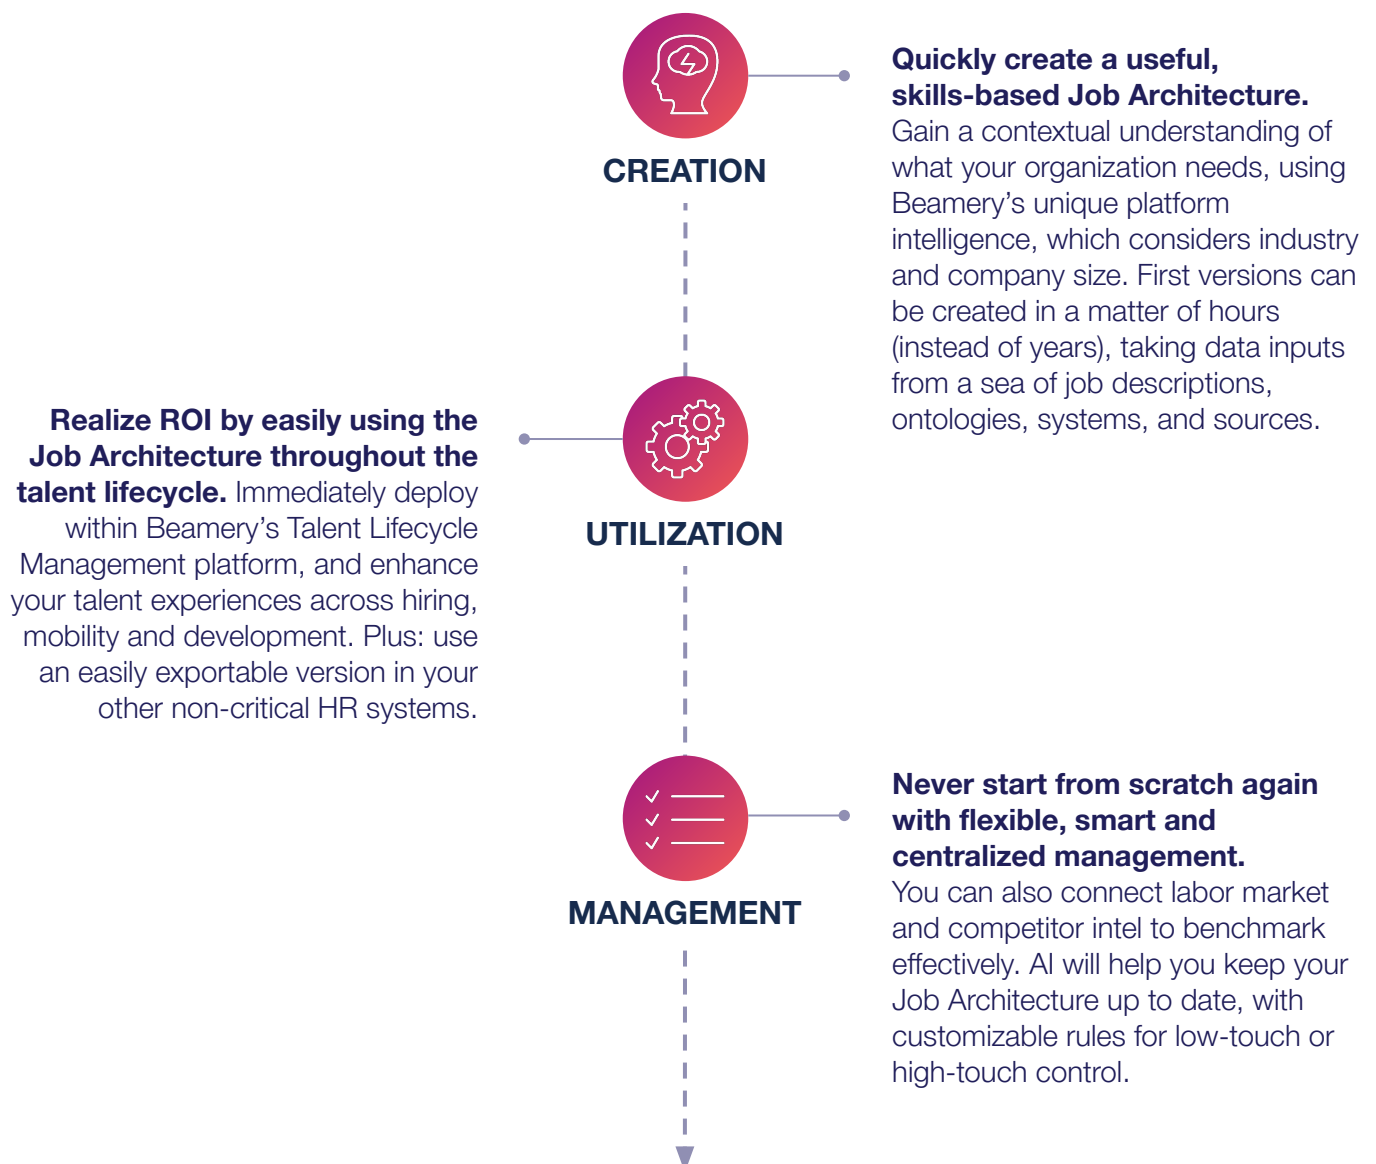 CREATION
Quickly create a useful,
skills-based Job Architecture.
Gain a contextual understanding of
what your organization needs, using
Beamery’s unique platform
intelligence, which considers industry
and company size. First versions can
be created in a matter of hours
(instead of years), taking data inputs
from a sea of job descriptions,
ontologies, systems, and sources.
UTILIZATION
Realize ROI by easily using the
Job Architecture throughout the
talent lifecycle. Immediately deploy
within Beamery’s Talent Lifecycle
Management platform, and enhance
your talent experiences across hiring,
mobility and development. Plus: use
an easily exportable version in your
other non-critical HR systems.
MANAGEMENT
Never start from scratch again
with flexible, smart and
centralized management.
You can also connect labor market
and competitor intel to benchmark
effectively. AI will help you keep your
Job Architecture up to date, with
customizable rules for low-touch or
high-touch control.